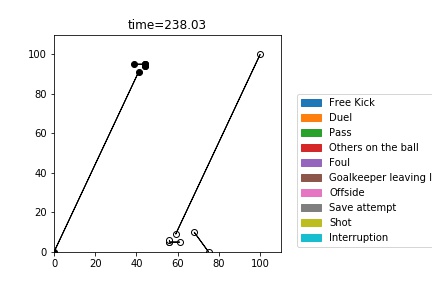 time=238.03
100
80
60
40
20
0
0 20 40 60 80 100
Free Kick
Duel
Pass
Others on the ball
Foul
Goalkeeper leaving l
Offside
Save attempt
Shot
Interruption